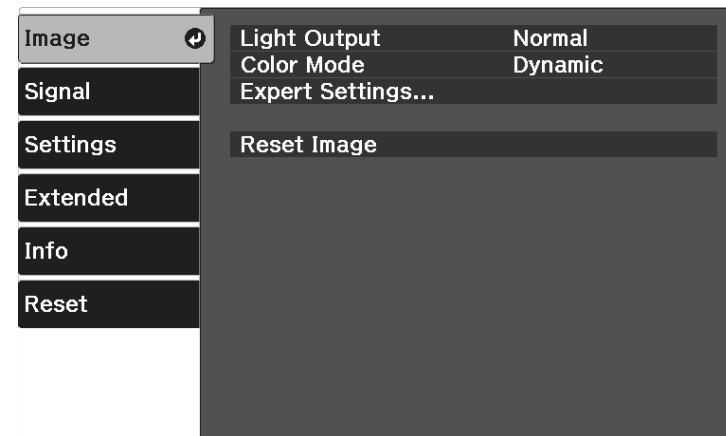 Image
Signal
Settings
Extended
Info
Reset
Light Output Normal
Color Mode Dynamic
Expert Settings...
Reset Image